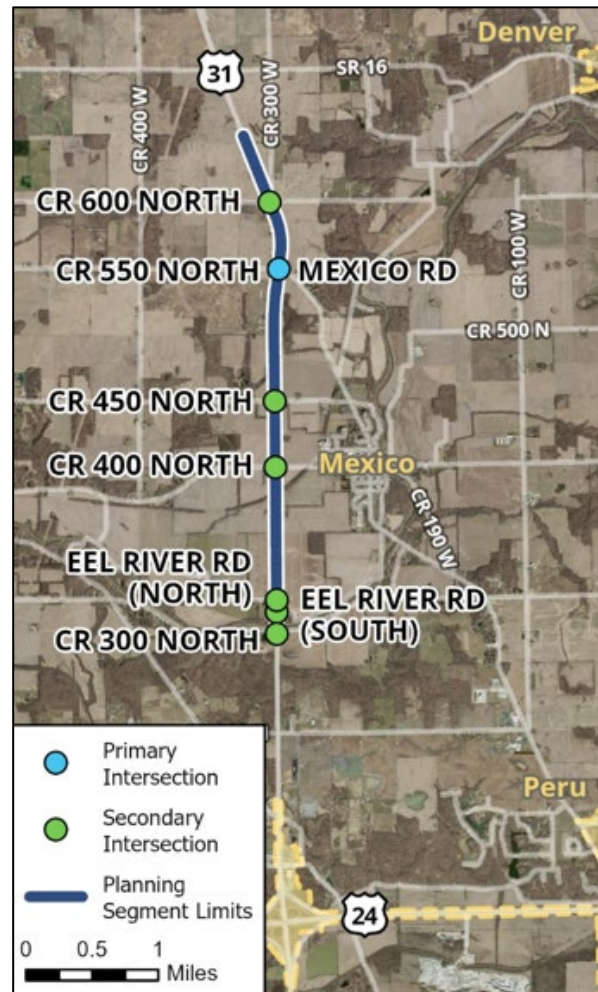 Denver
31
SR 16
CR 300 W
CR 400 W
CR 600 NORTH
CR 100 W
CR 550 NORTH
MEXICO RD
CR 500 N
CR 450 NORTH
CR 400 NORTH
Mexico
CR 190 W
EEL RIVER RD
(NORTH)
EEL RIVER RD
(SOUTH)
CR 300 NORTH
Peru
24
Primary
Intersection
Secondary
Intersection
Planning
Segment Limits
0 0.5 1
Miles